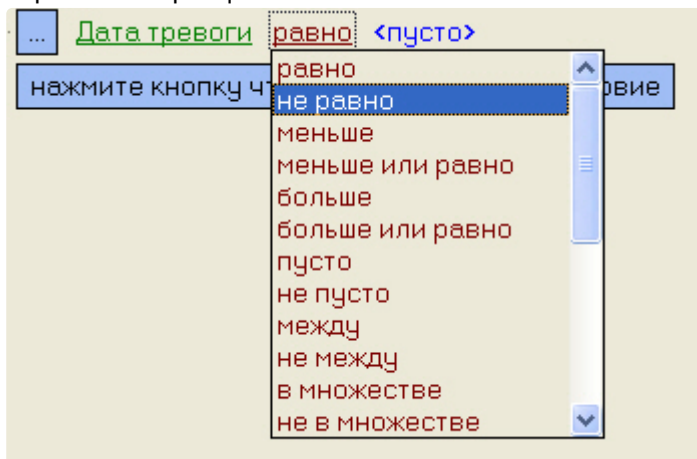 ... Дата тревоги равно <пусто>
нажмите кнопку ч овие
равно
не равно
меньше
меньше или равно
больше
больше или равно
пусто
не пусто
между
не между
в множестве
не в множестве